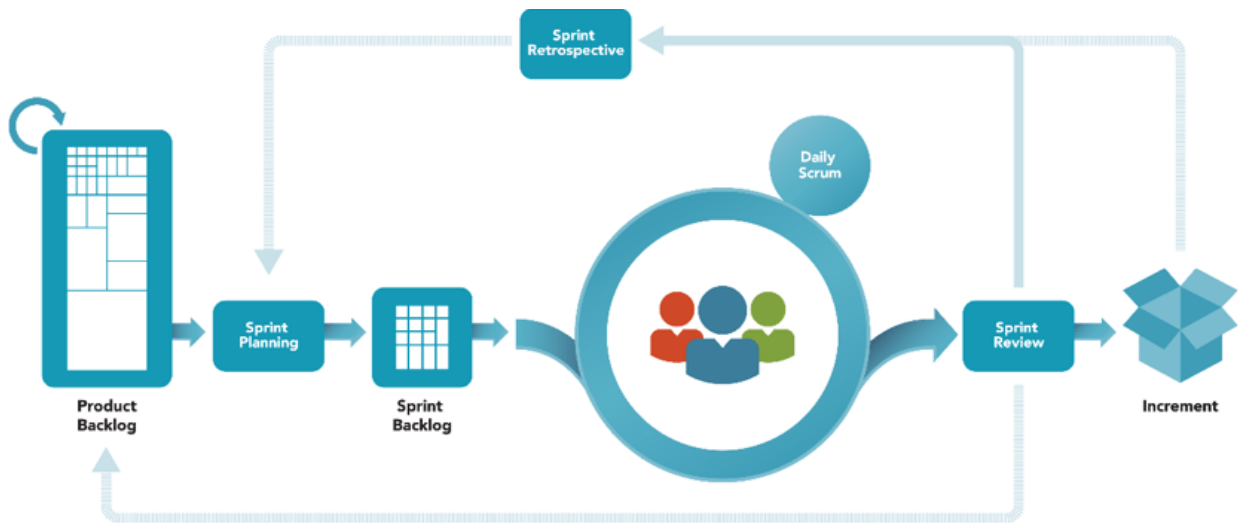 Sprint
Retrospective
Daily
Scrum
Sprint
Planning
Sprint
Review
Product
Backlog
Sprint
Backlog
Increment